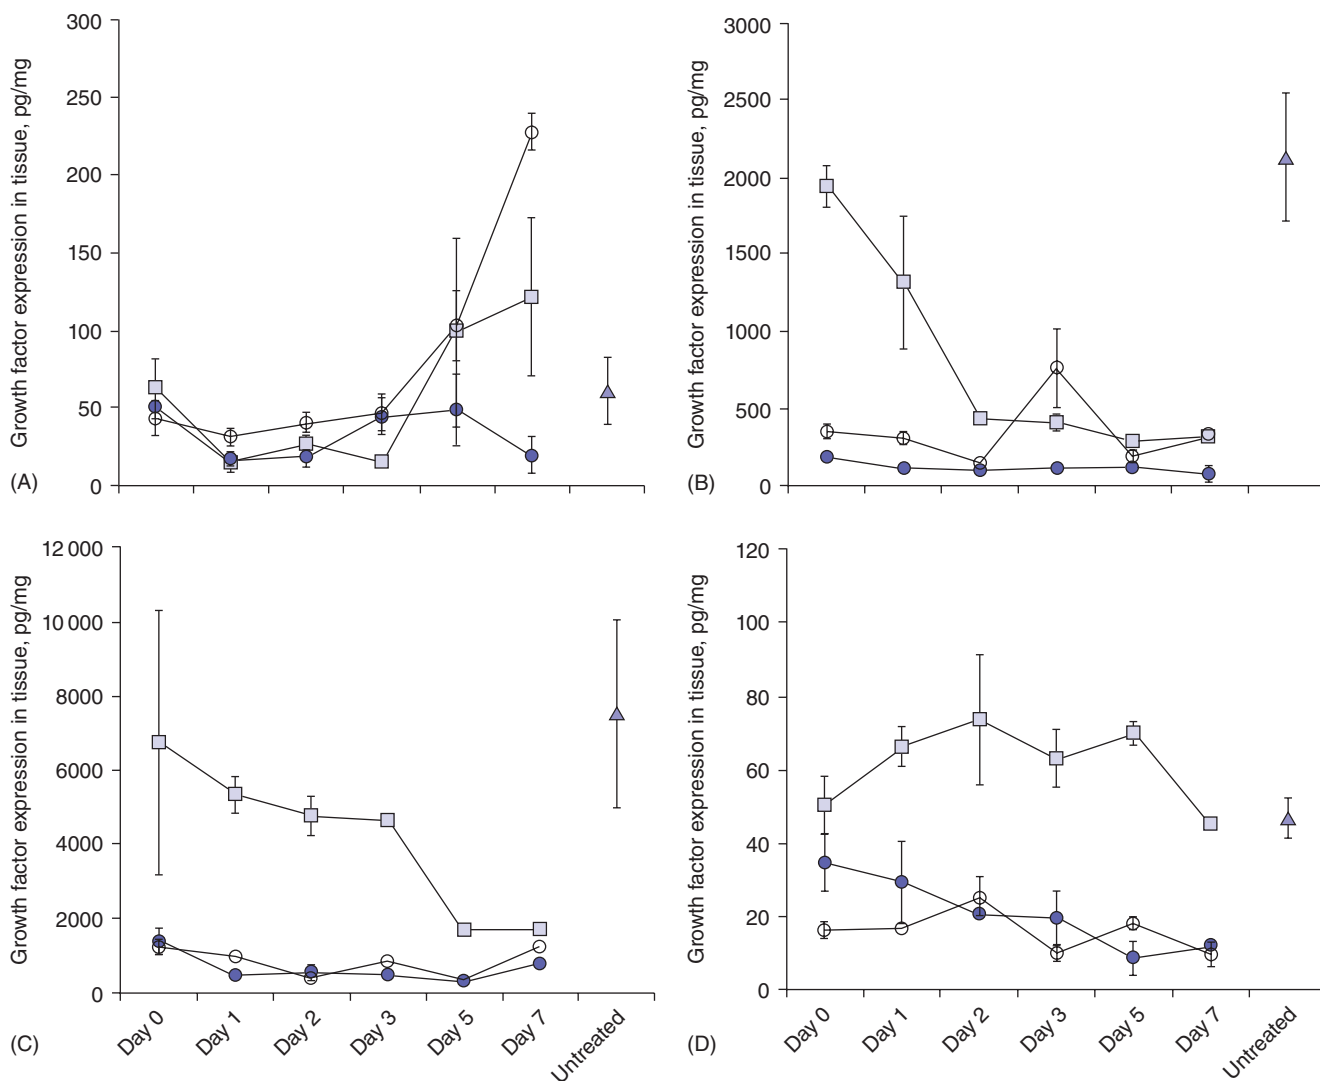 Growth factor expression in tissue, pg/mg
300
250
200
150
100
50
0
(A)
Growth factor expression in tissue, pg/mg
3000
2500
2000
1500
1000
500
0
(B)
Growth factor expression in tissue, pg/mg
12 000
10 000
8000
6000
4000
2000
0
(C)
Day 0
Day 1
Day 2
Day 3
Day 5
Day 7
Untreated
Growth factor expression in tissue, pg/mg
120
100
80
60
40
20
0
(D)
Day 0
Day 1
Day 2
Day 3
Day 5
Day 7
Untreated